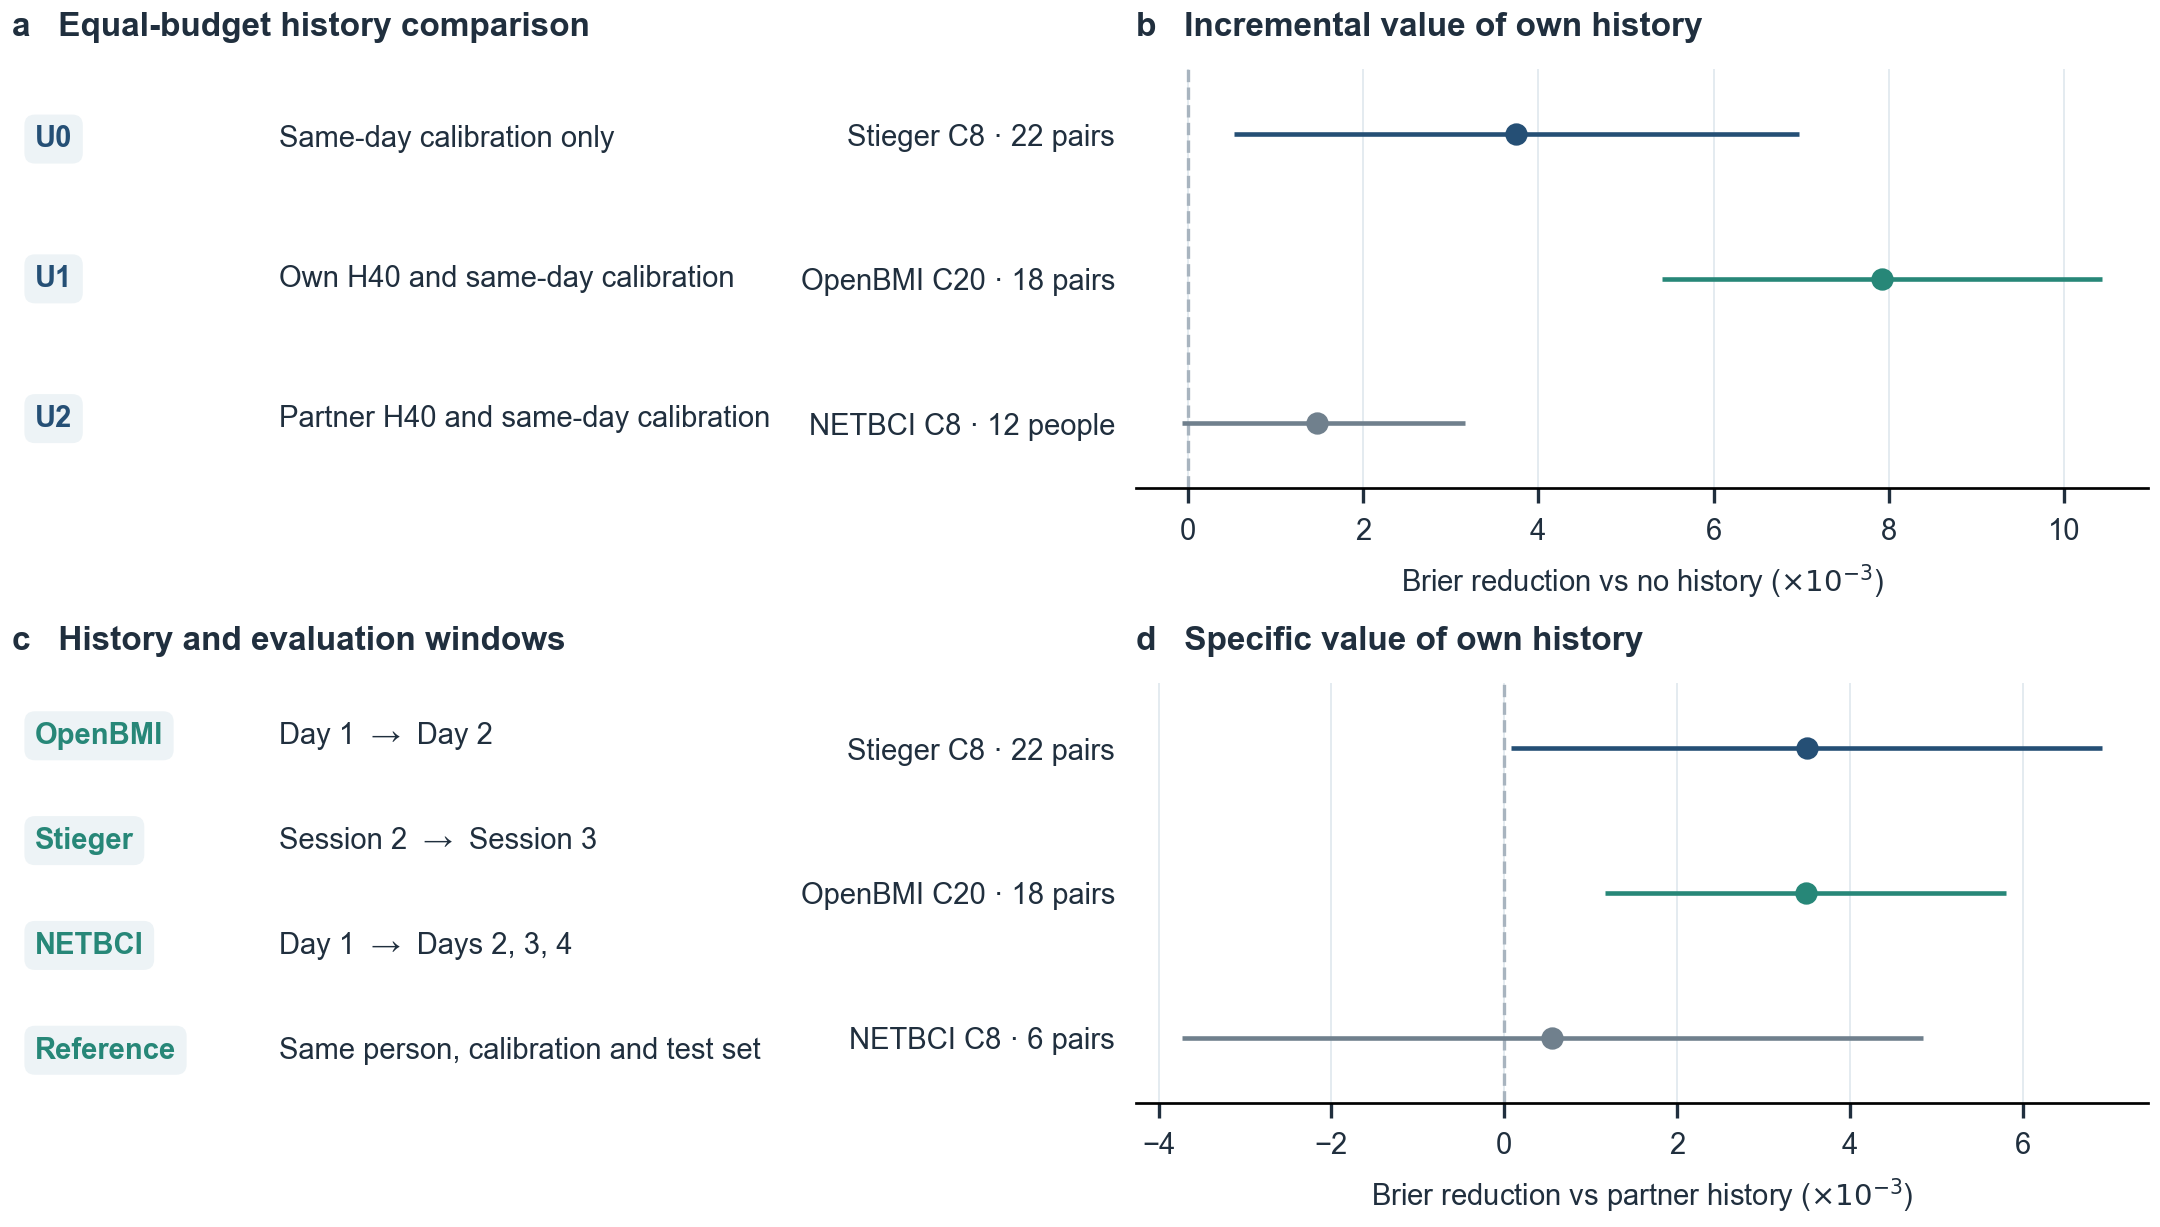 a Equal-budget history comparison
U0 Same-day calibration only
U1 Own H40 and same-day calibration
U2 Partner H40 and same-day calibration
b Incremental value of own history
Stieger C8 · 22 pairs
OpenBMI C20 · 18 pairs
NETBCI C8 · 12 people
0 2 4 6 8 10
Brier reduction vs no history (×10⁻³)
c History and evaluation windows
OpenBMI Day 1 → Day 2
Stieger Session 2 → Session 3
NETBCI Day 1 → Days 2, 3, 4
Reference Same person, calibration and test set
d Specific value of own history
Stieger C8 · 22 pairs
OpenBMI C20 · 18 pairs
NETBCI C8 · 6 pairs
−4 −2 0 2 4 6
Brier reduction vs partner history (×10⁻³)